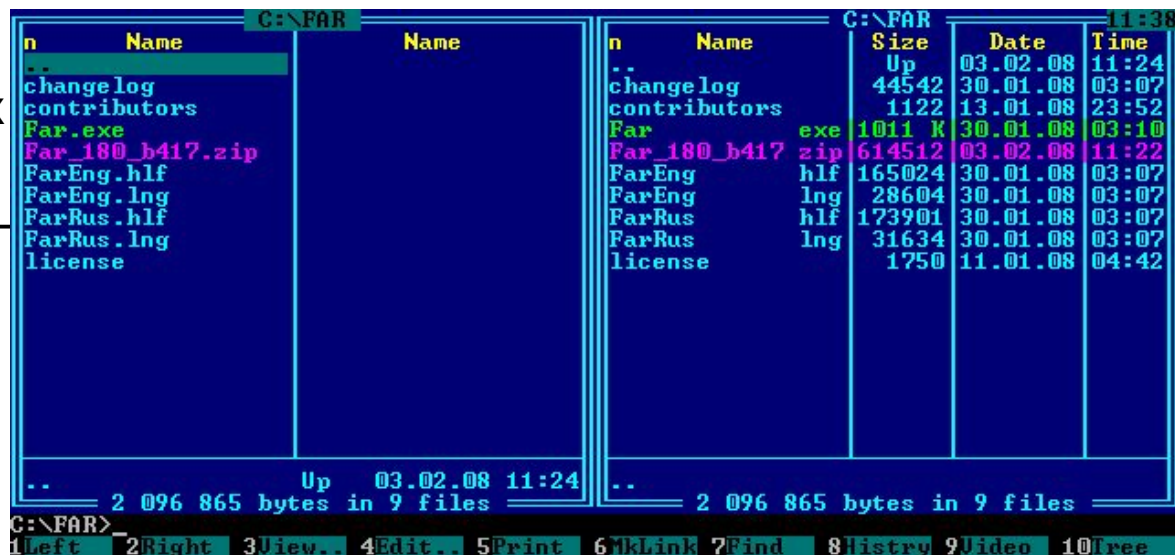 C:\FAR C:\FAR 11:38
n Name Name n Name Size Date Time
.. .. Up 03.02.08 11:24
changelog changelog 44542 30.01.08 03:07
contributors contributors 1122 13.01.08 23:52
Far.exe Far exe 1011 K 30.01.08 03:10
Far_180_b417.zip Far_180_b417 zip 614512 03.02.08 11:22
FarEng.hlf FarEng hlf 165024 30.01.08 03:07
FarEng.lng FarEng lng 28604 30.01.08 03:07
FarRus.hlf FarRus hlf 173901 30.01.08 03:07
FarRus.lng FarRus lng 31634 30.01.08 03:07
license license 1750 11.01.08 04:42
.. Up 03.02.08 11:24 ..
2 096 865 bytes in 9 files 2 096 865 bytes in 9 files
C:\FAR>_
1Left 2Right 3View.. 4Edit.. 5Print 6MkLink 7Find 8Histry 9Video 10Tree